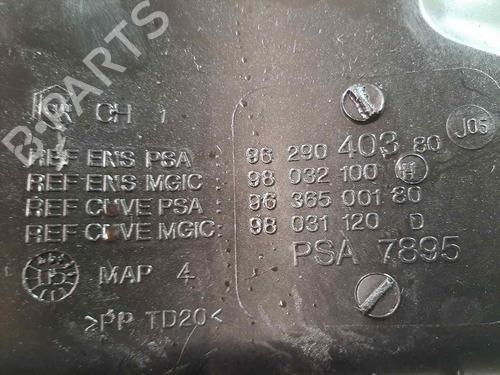 B-PARTS
CH 1
J05
REF ENS PSA : 96 290 403 80
REF ENS MGIC: 98 032 100 H
REF CUVE PSA : 96 365 001 80
REF CUVE MGIC: 98 031 120 D
PSA 7895
MAP 4
>PP TD20<